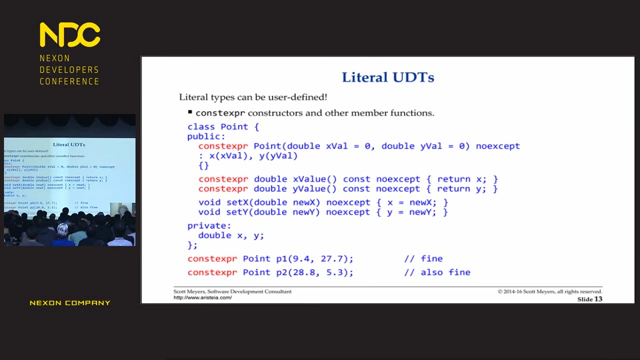 NDC
NEXON
DEVELOPERS
CONFERENCE
Literal UDTs
Literal types can be user-defined!
■ constexpr constructors and other member functions.
class Point {
public:
constexpr Point(double xVal = 0, double yVal = 0) noexcept
: x(xVal), y(yVal)
{}
constexpr double xValue() const noexcept { return x; }
constexpr double yValue() const noexcept { return y; }
void setX(double newX) noexcept { x = newX; }
void setY(double newY) noexcept { y = newY; }
private:
double x, y;
};
constexpr Point p1(9.4, 27.7); // fine
constexpr Point p2(28.8, 5.3); // also fine
Scott Meyers, Software Development Consultant
http://www.aristeia.com/
© 2014-16 Scott Meyers, all rights reserved.
Slide 13
Literal UDTs
NEXON COMPANY